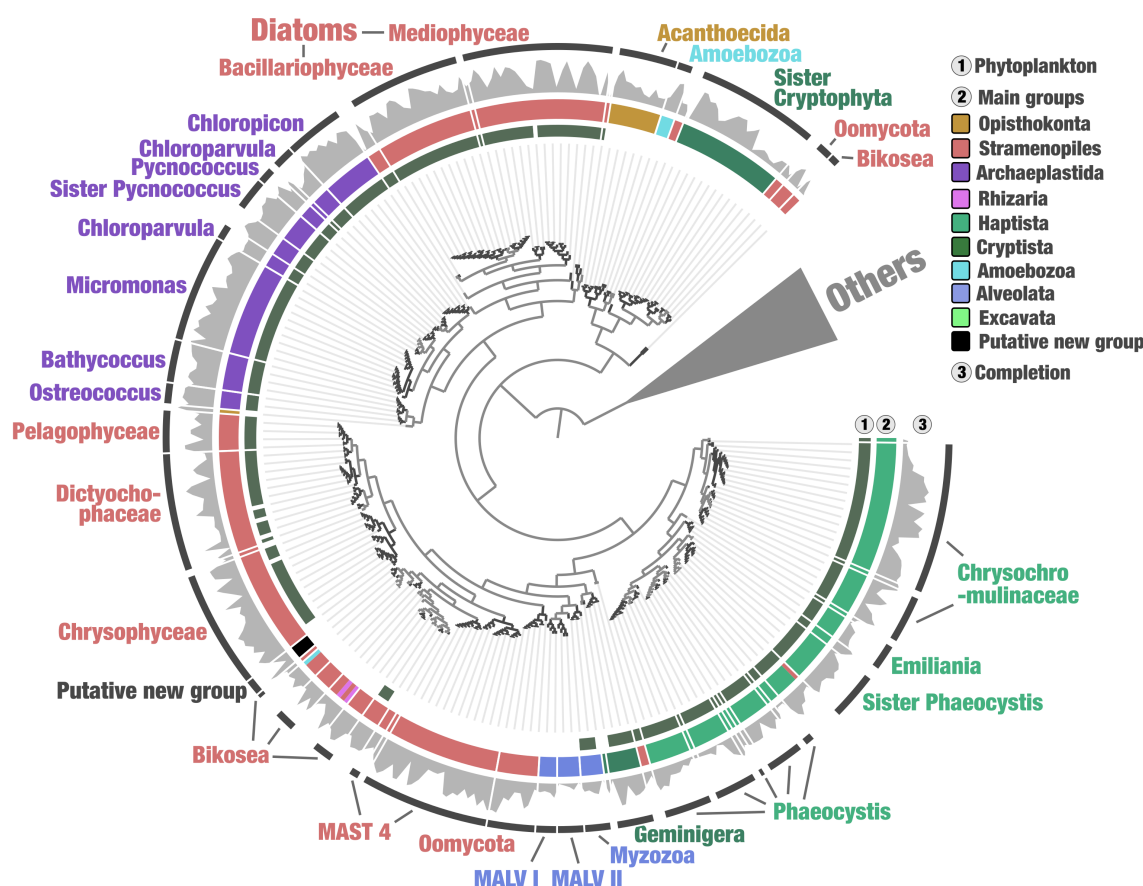 Diatoms
Mediophyceae
Bacillariophyceae
Acanthoecida
Amoebozoa
Sister
Cryptophyta
Oomycota
Bikosea
Chloropicon
Chloroparvula
Pycnococcus
Sister Pycnococcus
Chloroparvula
Micromonas
Bathycoccus
Ostreococcus
Pelagophyceae
Dictyocho-
phaceae
Chrysophyceae
Putative new group
Bikosea
MAST 4
Oomycota
MALV I
MALV II
Myzozoa
Geminigera
Phaeocystis
Sister Phaeocystis
Emiliania
Chrysochro
-mulinaceae
Others
1 2 3
1 Phytoplankton
2 Main groups
Opisthokonta
Stramenopiles
Archaeplastida
Rhizaria
Haptista
Cryptista
Amoebozoa
Alveolata
Excavata
Putative new group
3 Completion